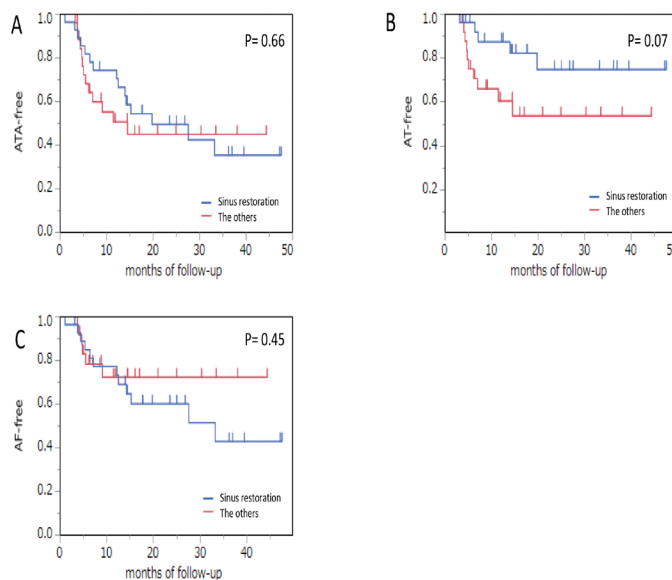 A
P= 0.66
ATA-free
1.0
0.8
0.6
0.4
0.2
0.0
Sinus restoration
The others
0 10 20 30 40 50
months of follow-up
B
P= 0.07
AT-free
1.0
0.8
0.6
0.4
0.2
Sinus restoration
The others
0 10 20 30 40
months of follow-up
C
P= 0.45
AF-free
1.0
0.8
0.6
0.4
0.2
0.0
Sinus restoration
The others
0 10 20 30 40
months of follow-up